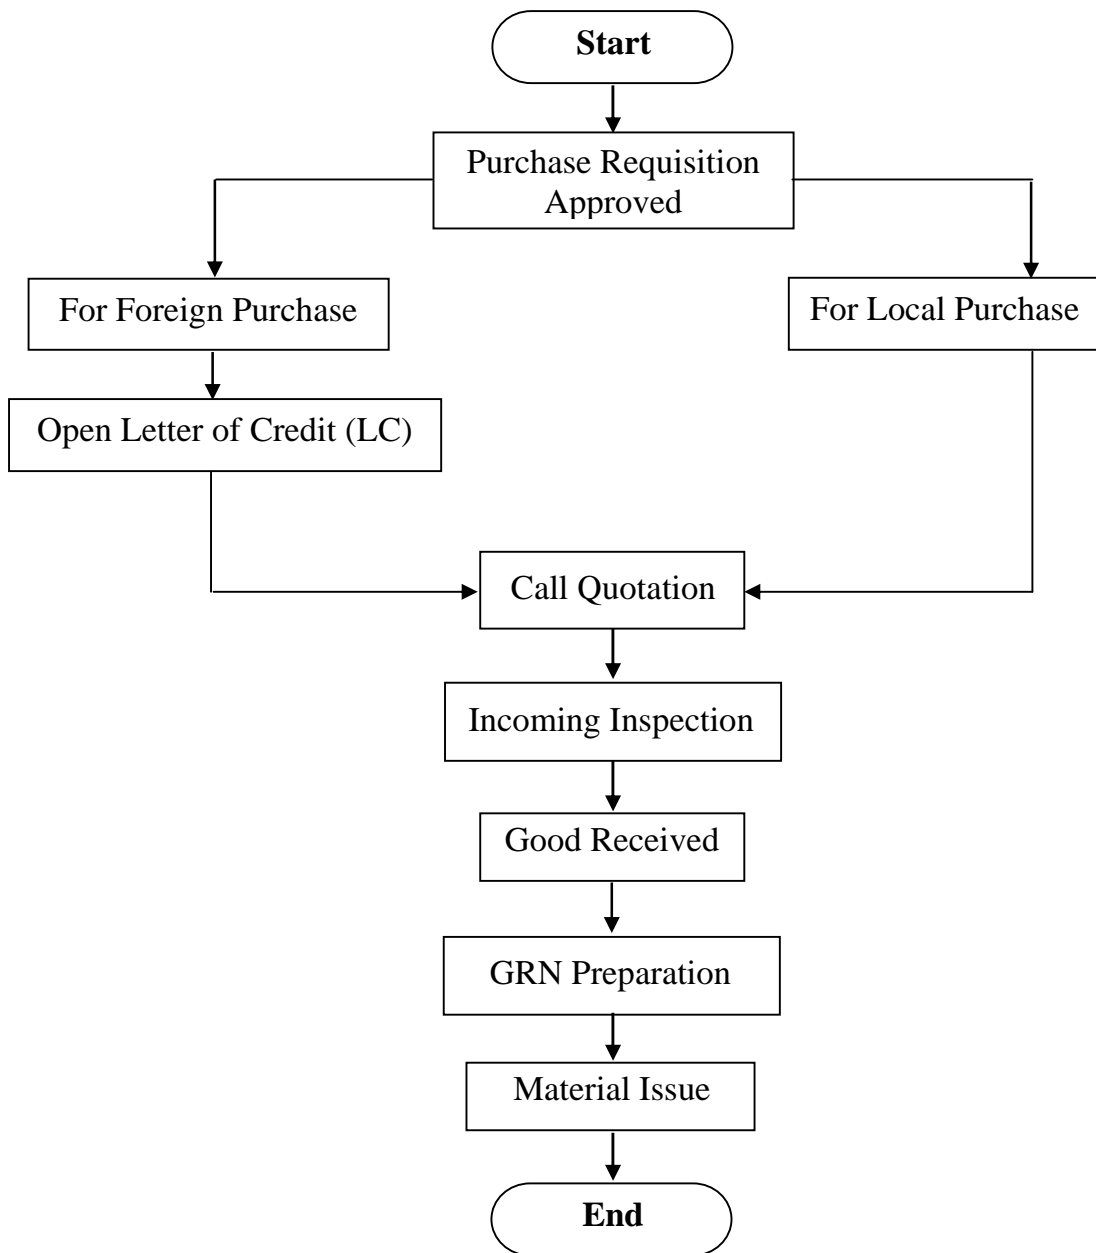 Start
Purchase Requisition
Approved
For Foreign Purchase
For Local Purchase
Open Letter of Credit (LC)
Call Quotation
Incoming Inspection
Good Received
GRN Preparation
Material Issue
End